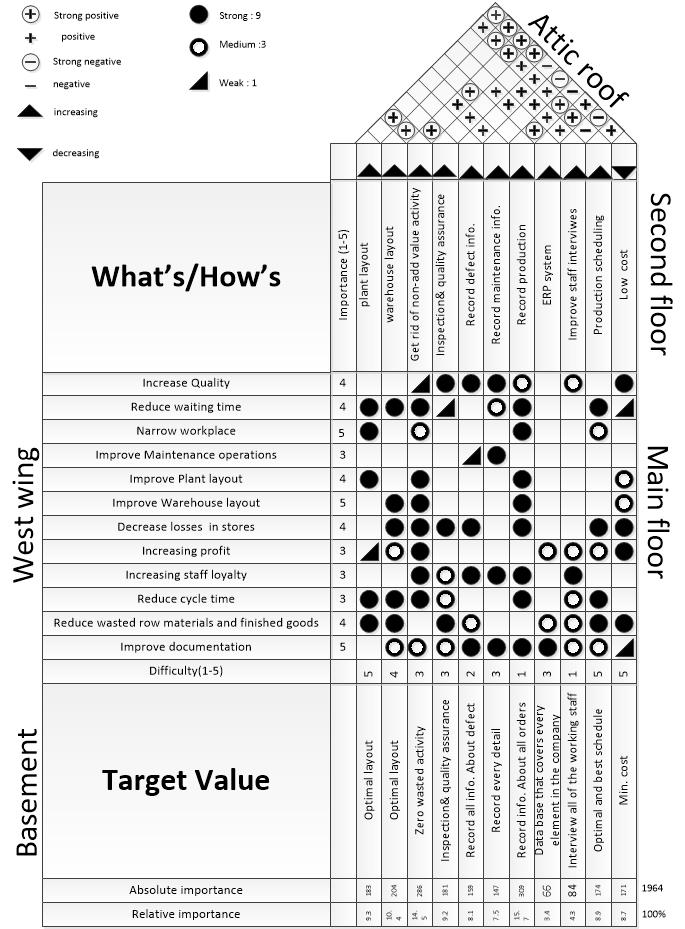 Strong positive
positive
Strong negative
negative
increasing
decreasing
Strong : 9
Medium :3
Weak : 1
Attic roof
What's/How's
Importance (1-5)
plant layout
warehouse layout
Get rid of non-add value activity
Inspection& quality assurance
Record defect info.
Record maintenance info.
Record production
ERP system
Improve staff interviwes
Production scheduling
Low cost
Second floor
Increase Quality 4
Reduce waiting time 4
Narrow workplace 5
Improve Maintenance operations 3
Improve Plant layout 4
Improve Warehouse layout 5
Decrease losses in stores 4
Increasing profit 3
Increasing staff loyalty 3
Reduce cycle time 3
Reduce wasted row materials and finished goods 4
Improve documentation 5
West wing
Main floor
Difficulty(1-5) 5 4 3 3 2 3 1 3 1 5 5
Basement
Target Value
Optimal layout
Optimal layout
Zero wasted activity
Inspection& quality assurance
Record all info. About defect
Record every detail
Record info. About all orders
Data base that covers every
element in the company
Interview all of the working staff
Optimal and best schedule
Min. cost
Absolute importance 183 204 286 181 159 147 309 66 84 174 171 1964
Relative importance 9.3 10.4 14.5 9.2 8.1 7.5 15.7 3.4 4.3 8.9 8.7 100%